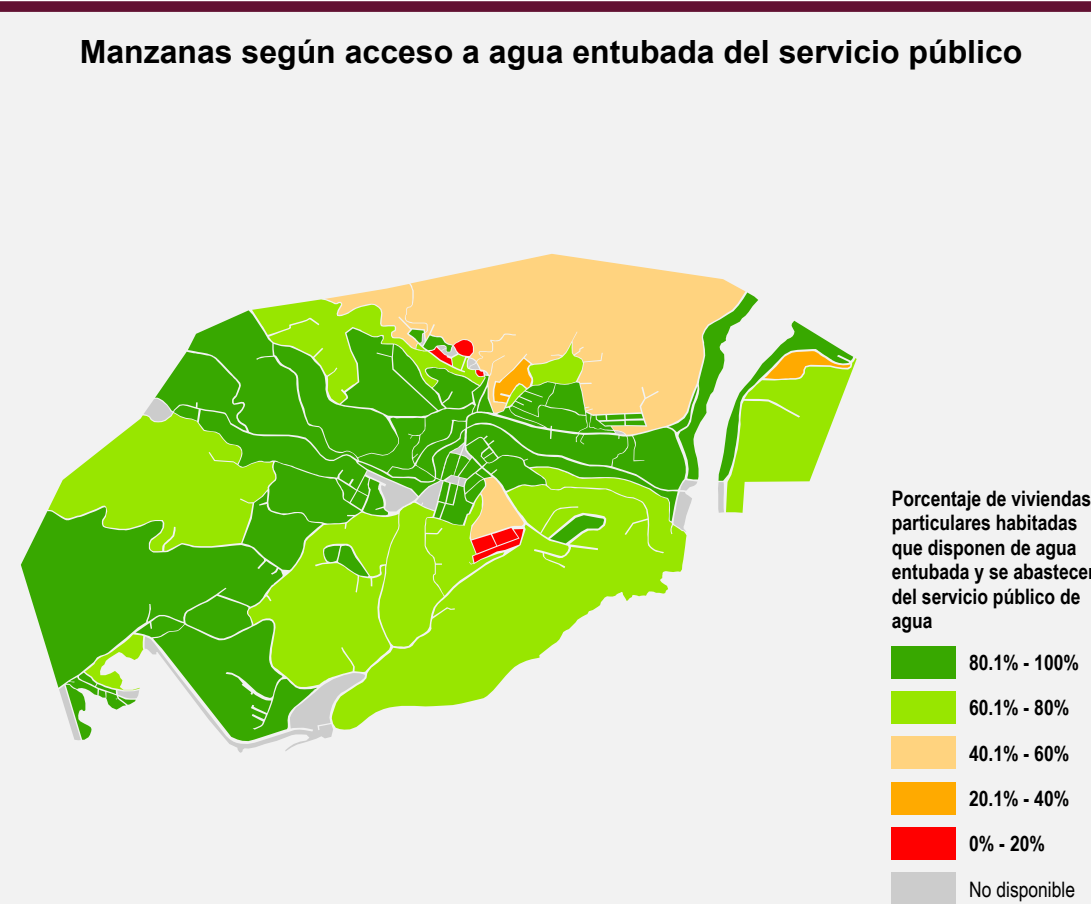 Manzanas según acceso a agua entubada del servicio público
Porcentaje de viviendas
particulares habitadas
que disponen de agua
entubada y se abastecen
del servicio público de
agua
80.1% - 100%
60.1% - 80%
40.1% - 60%
20.1% - 40%
0% - 20%
No disponible